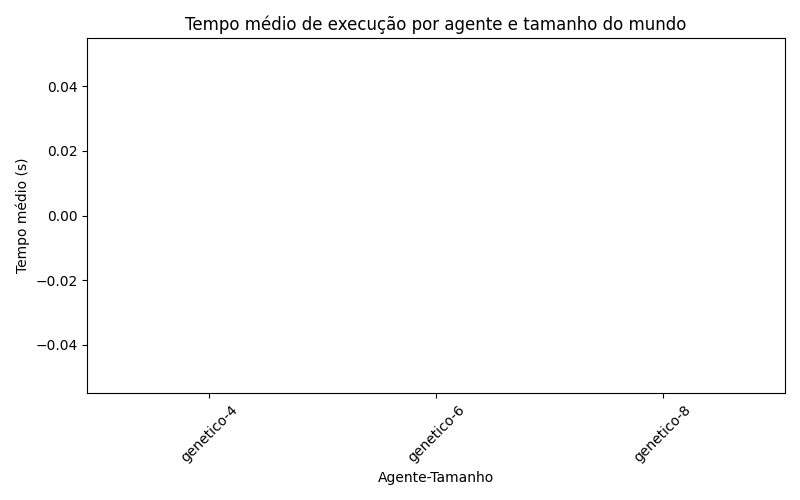 Tempo médio de execução por agente e tamanho do mundo
0.04
0.02
0.00
−0.02
−0.04
Tempo médio (s)
genetico-4
genetico-6
genetico-8
Agente-Tamanho